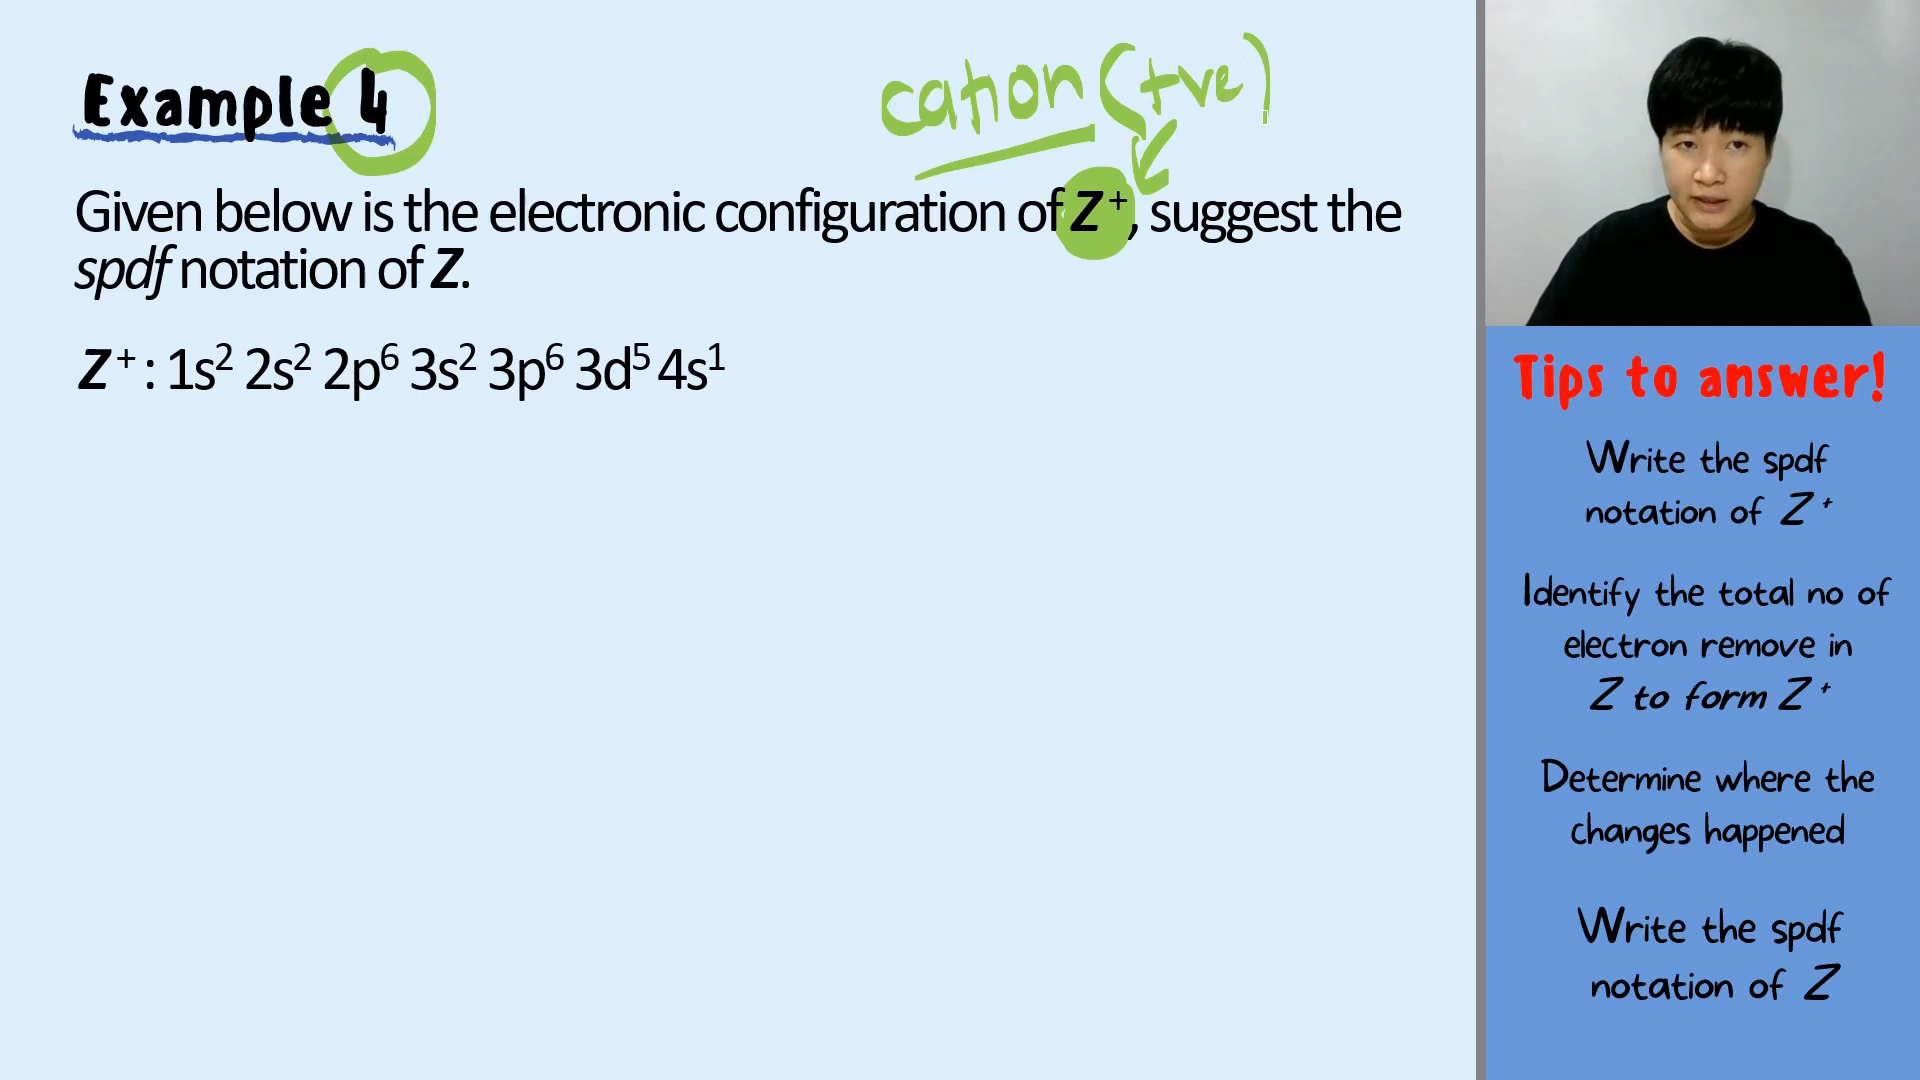 Example 4
cation (+ve)
Given below is the electronic configuration of Z⁺, suggest the
spdf notation of Z.
Z⁺ : 1s² 2s² 2p⁶ 3s² 3p⁶ 3d⁵ 4s¹
Tips to answer!
Write the spdf
notation of Z⁺
Identify the total no of
electron remove in
Z to form Z⁺
Determine where the
changes happened
Write the spdf
notation of Z